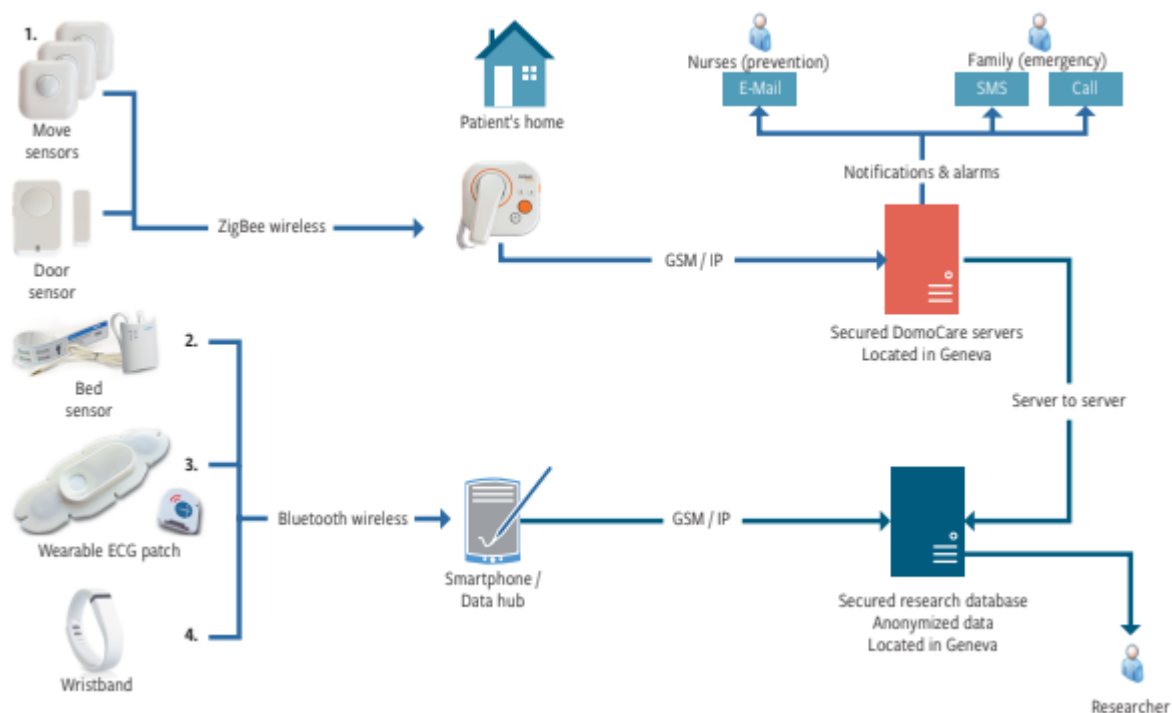 1.
Move
sensors
Door
sensor
ZigBee wireless
Patient's home
Nurses (prevention)
E-Mail
Family (emergency)
SMS
Call
Notifications & alarms
GSM / IP
Secured DomoCare servers
Located in Geneva
Server to server
2.
Bed
sensor
3.
Wearable ECG patch
4.
Wristband
Bluetooth wireless
Smartphone /
Data hub
GSM / IP
Secured research database
Anonymized data
Located in Geneva
Researcher